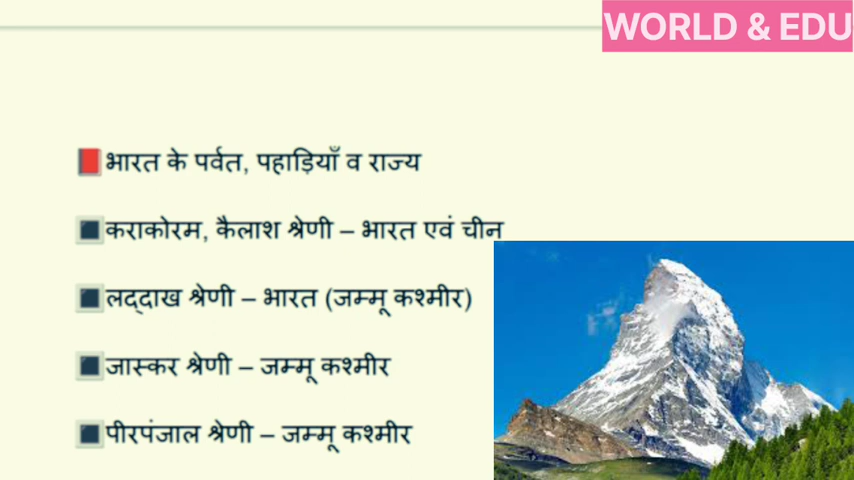 WORLD & EDU
📕भारत के पर्वत, पहाड़ियाँ व राज्य
⬛कराकोरम, कैलाश श्रेणी – भारत एवं चीन
⬛लद्दाख श्रेणी – भारत (जम्मू कश्मीर)
⬛जास्कर श्रेणी – जम्मू कश्मीर
⬛पीरपंजाल श्रेणी – जम्मू कश्मीर